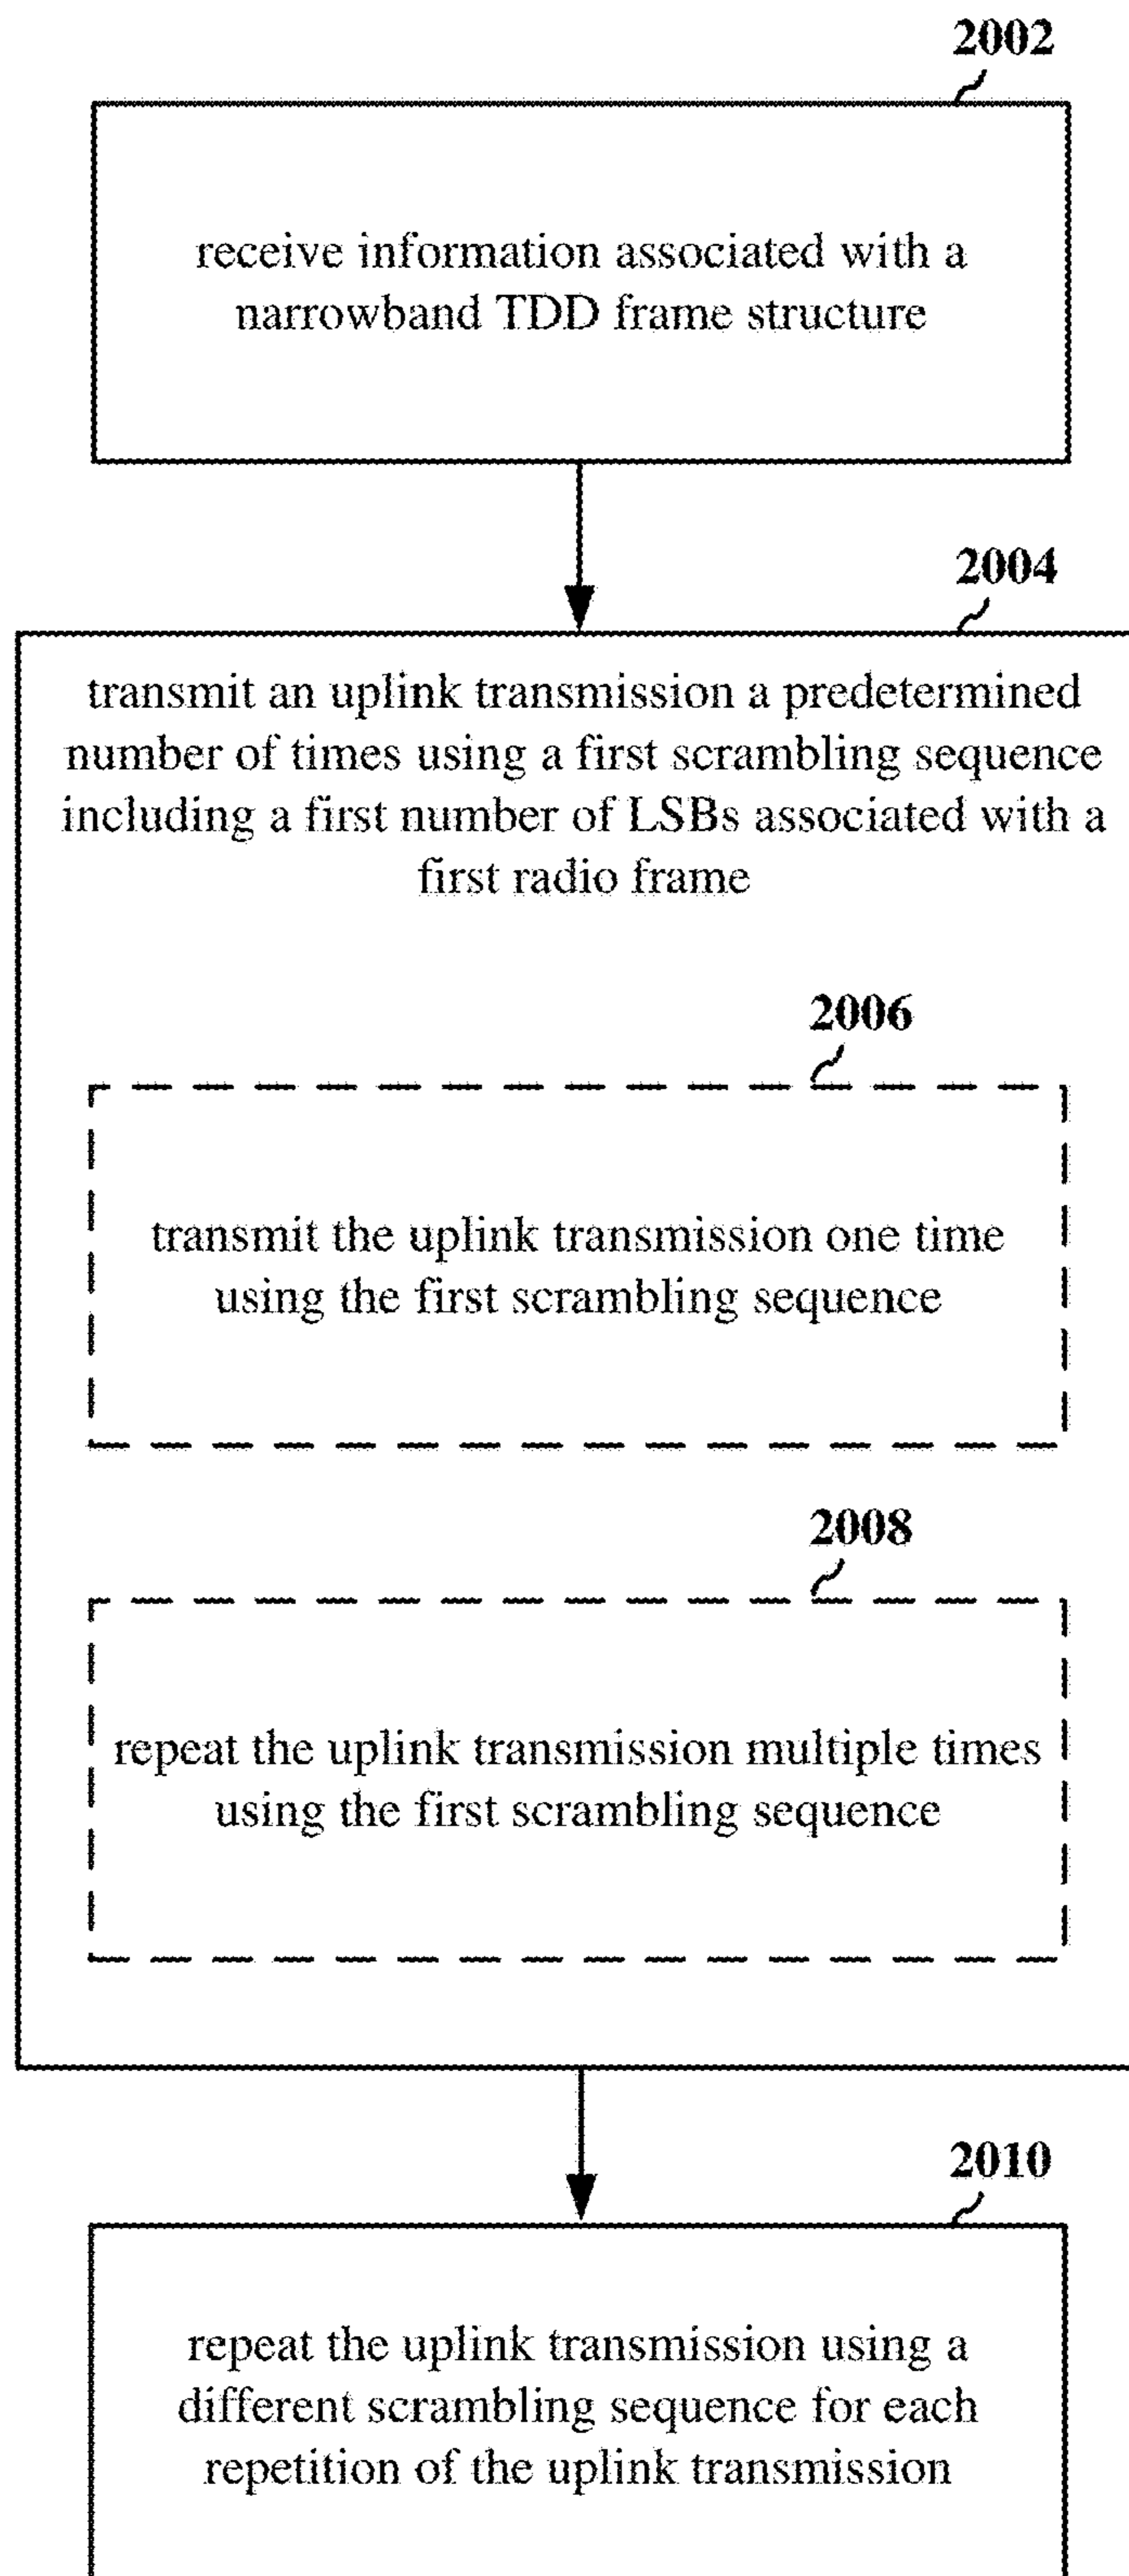 2002
receive information associated with a
narrowband TDD frame structure
2004
transmit an uplink transmission a predetermined
number of times using a first scrambling sequence
including a first number of LSBs associated with a
first radio frame
2006
transmit the uplink transmission one time
using the first scrambling sequence
2008
repeat the uplink transmission multiple times
using the first scrambling sequence
2010
repeat the uplink transmission using a
different scrambling sequence for each
repetition of the uplink transmission